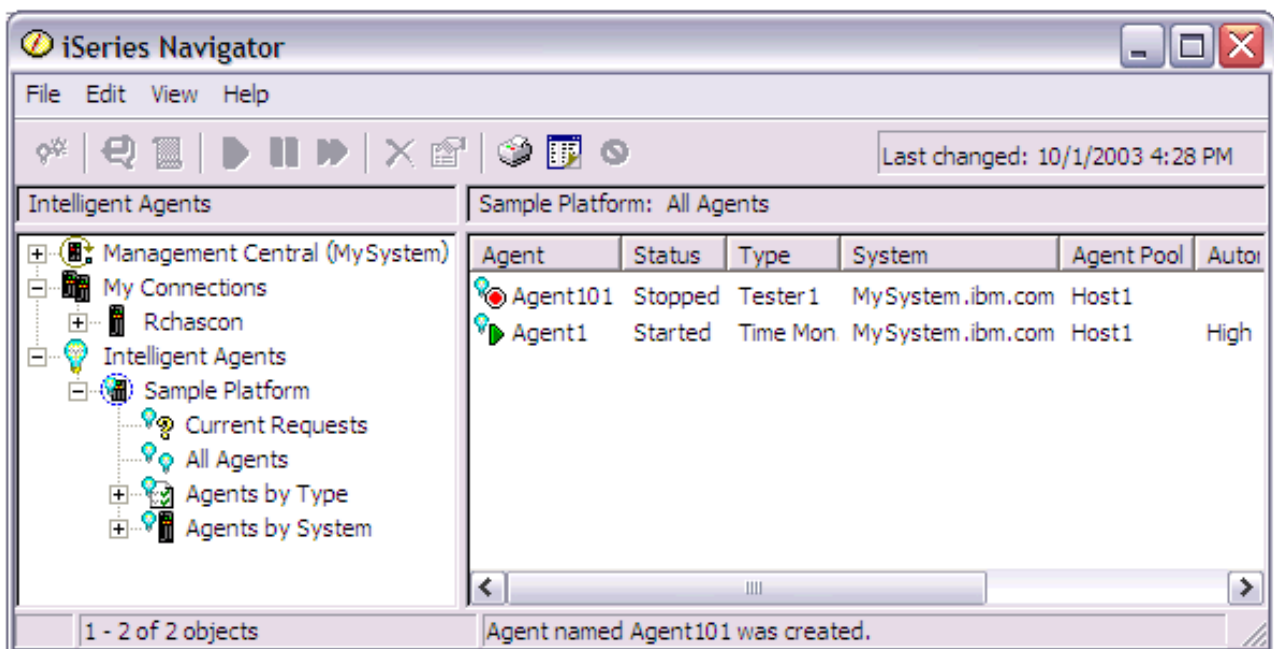 iSeries Navigator
File Edit View Help
Last changed: 10/1/2003 4:28 PM
Intelligent Agents
Sample Platform: All Agents
Management Central (MySystem)
My Connections
Rchascon
Intelligent Agents
Sample Platform
Current Requests
All Agents
Agents by Type
Agents by System
Agent Status Type System Agent Pool Autor
Agent101 Stopped Tester1 MySystem.ibm.com Host1
Agent1 Started Time Mon MySystem.ibm.com Host1 High
1 - 2 of 2 objects
Agent named Agent101 was created.